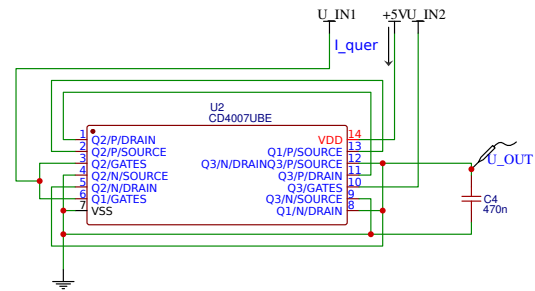 U_IN1
+5V
U_IN2
I_quer
U2
CD4007UBE
1
Q2/P/DRAIN
2
Q2/P/SOURCE
3
Q2/GATES
4
Q2/N/SOURCE
5
Q2/N/DRAIN
6
Q1/GATES
7
VSS
VDD
14
Q1/P/SOURCE
13
Q3/N/DRAINQ3/P/SOURCE
12
Q3/P/DRAIN
11
Q3/GATES
10
Q3/N/SOURCE
9
Q1/N/DRAIN
8
U_OUT
C4
470n